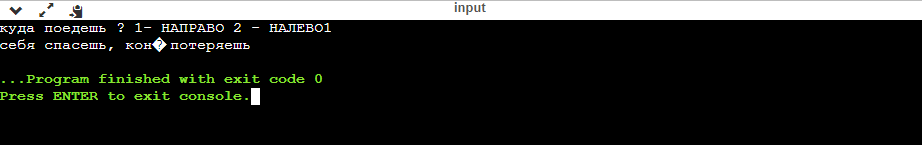 input
куда поедешь ? 1- НАПРАВО 2 - НАЛЕВО1
себя спасешь, кон�потеряешь
...Program finished with exit code 0
Press ENTER to exit console.